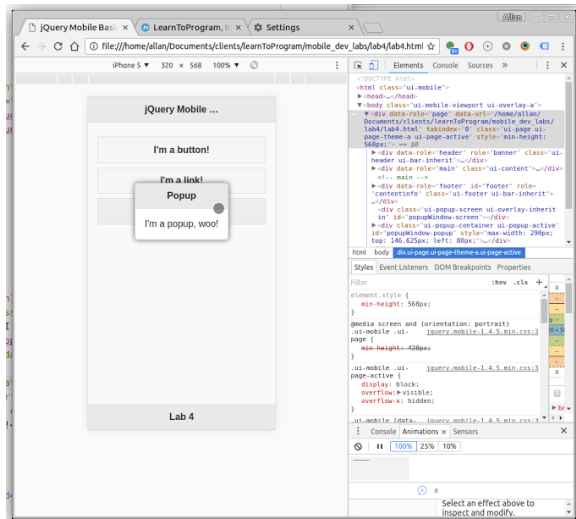 Allan
jQuery Mobile Basi ×
LearnToProgram, I ×
Settings ×
file:///home/allan/Documents/clients/learnToProgram/mobile_dev_labs/lab4/lab4.html
iPhone 5 ▼ 320 × 568 100% ▼
Elements Console Sources »
<!DOCTYPE html>
<html class="ui-mobile">
▶<head>…</head>
▼<body class="ui-mobile-viewport ui-overlay-a">
▼<div data-role="page" data-url="/home/allan/
Documents/clients/learnToProgram/mobile_dev_labs/
lab4/lab4.html" tabindex="0" class="ui-page ui-
page-theme-a ui-page-active" style="min-height:
568px;"> == $0
▶<div data-role="header" role="banner" class="ui-
header ui-bar-inherit">…</div>
▶<div data-role="main" class="ui-content">…</div>
<!-- main -->
▶<div data-role="footer" id="footer" role=
"contentinfo" class="ui-footer ui-bar-inherit">
…</div>
<div class="ui-popup-screen ui-overlay-inherit
in" id="popupWindow-screen"></div>
▶<div class="ui-popup-container ui-popup-active"
id="popupWindow-popup" style="max-width: 290px;
top: 146.625px; left: 80px;">…</div>
html body div.ui-page.ui-page-theme-a.ui-page-active
jQuery Mobile …
I'm a button!
I'm a link!
Popup
I'm a popup, woo!
Lab 4
Styles Event Listeners DOM Breakpoints Properties
Filter :hov .cls +
element.style {
min-height: 568px;
}
@media screen and (orientation: portrait)
.ui-mobile .ui- jquery.mobile-1.4.5.min.css:3
page {
min-height: 420px;
}
.ui-mobile .ui- jquery.mobile-1.4.5.min.css:3
page-active {
display: block;
overflow:▶visible;
overflow-x: hidden;
}
.ui-mobile [data- jquery.mobile-1.4.5.min.css:3
Console Animations × Sensors
100% 25% 10%
0
Select an effect above to
inspect and modify.